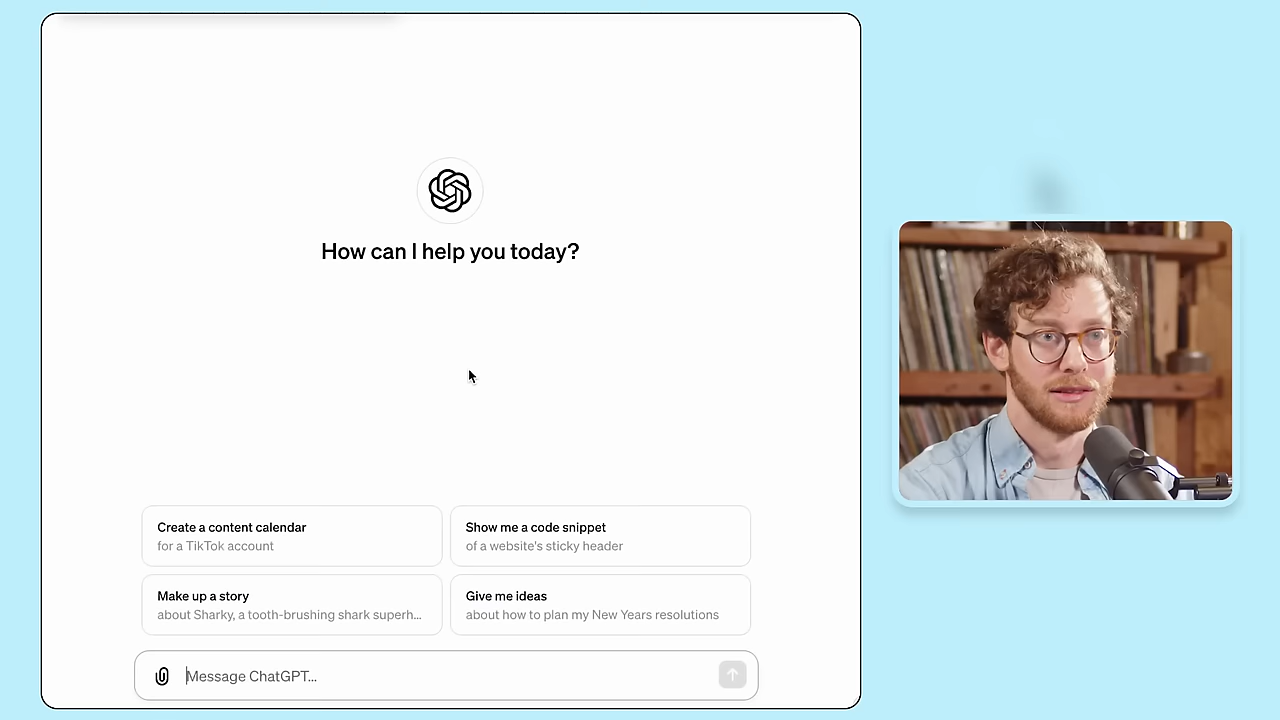 How can I help you today?
Create a content calendar
for a TikTok account
Show me a code snippet
of a website's sticky header
Make up a story
about Sharky, a tooth-brushing shark superh...
Give me ideas
about how to plan my New Years resolutions
Message ChatGPT...